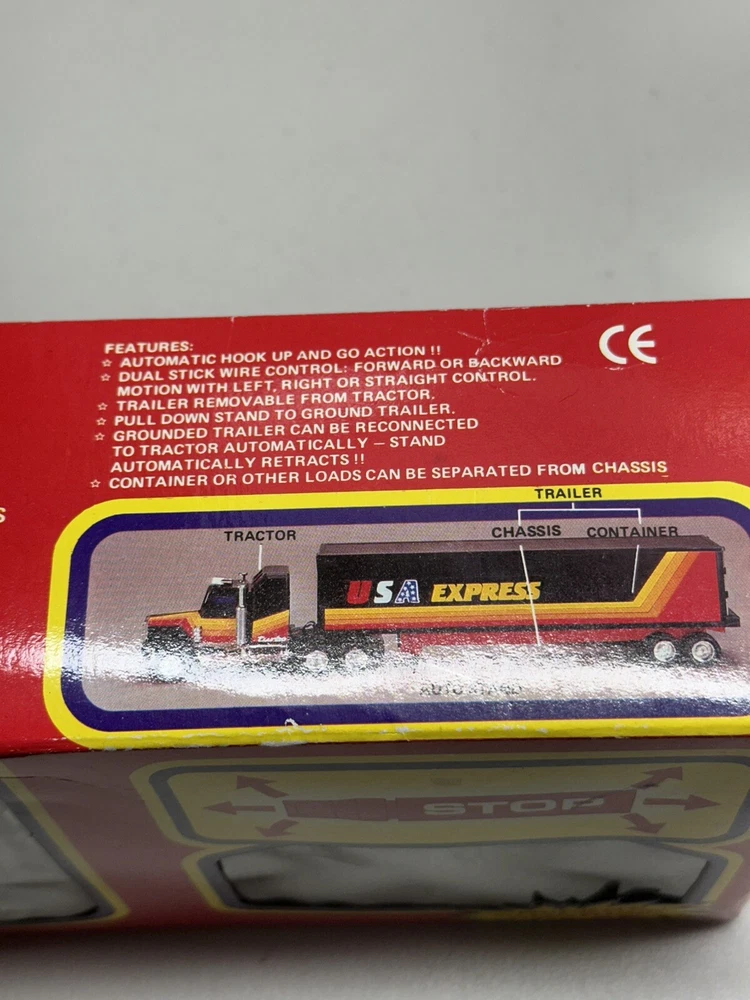 FEATURES:
☆ AUTOMATIC HOOK UP AND GO ACTION !!
☆ DUAL STICK WIRE CONTROL: FORWARD OR BACKWARD
MOTION WITH LEFT, RIGHT OR STRAIGHT CONTROL.
☆ TRAILER REMOVABLE FROM TRACTOR.
☆ PULL DOWN STAND TO GROUND TRAILER.
☆ GROUNDED TRAILER CAN BE RECONNECTED
TO TRACTOR AUTOMATICALLY – STAND
AUTOMATICALLY RETRACTS !!
☆ CONTAINER OR OTHER LOADS CAN BE SEPARATED FROM CHASSIS
CE
S
TRAILER
TRACTOR
CHASSIS CONTAINER
USA EXPRESS
AUTO STAND
STOP